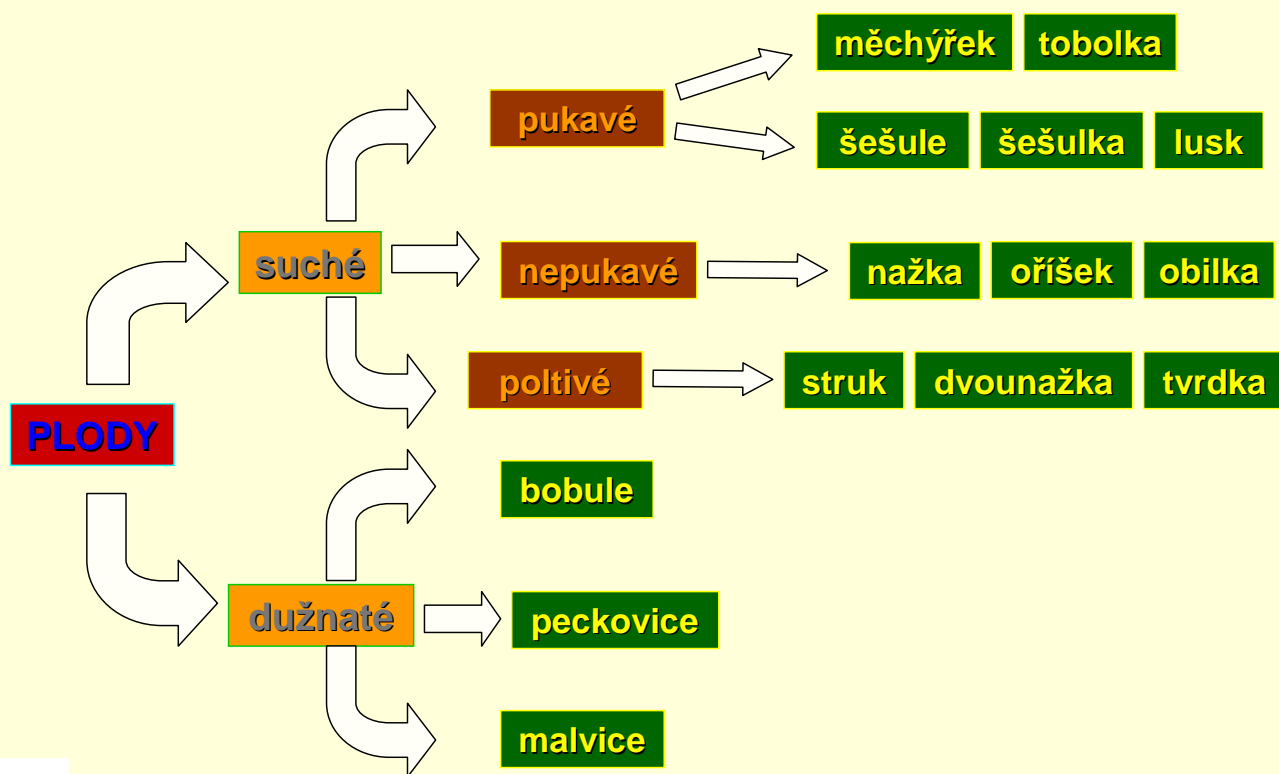 měchýřek tobolka
pukavé
šešule šešulka lusk
suché nepukavé nažka oříšek obilka
poltivé struk dvounažka tvrdka
PLODY
bobule
dužnaté peckovice
malvice